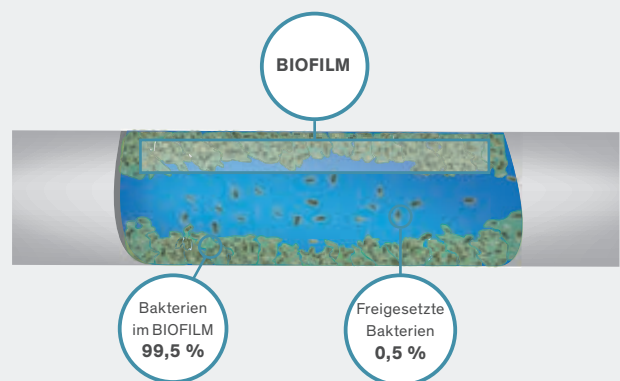 BIOFILM
Bakterien
im BIOFILM
99,5 %
Freigesetzte
Bakterien
0,5 %